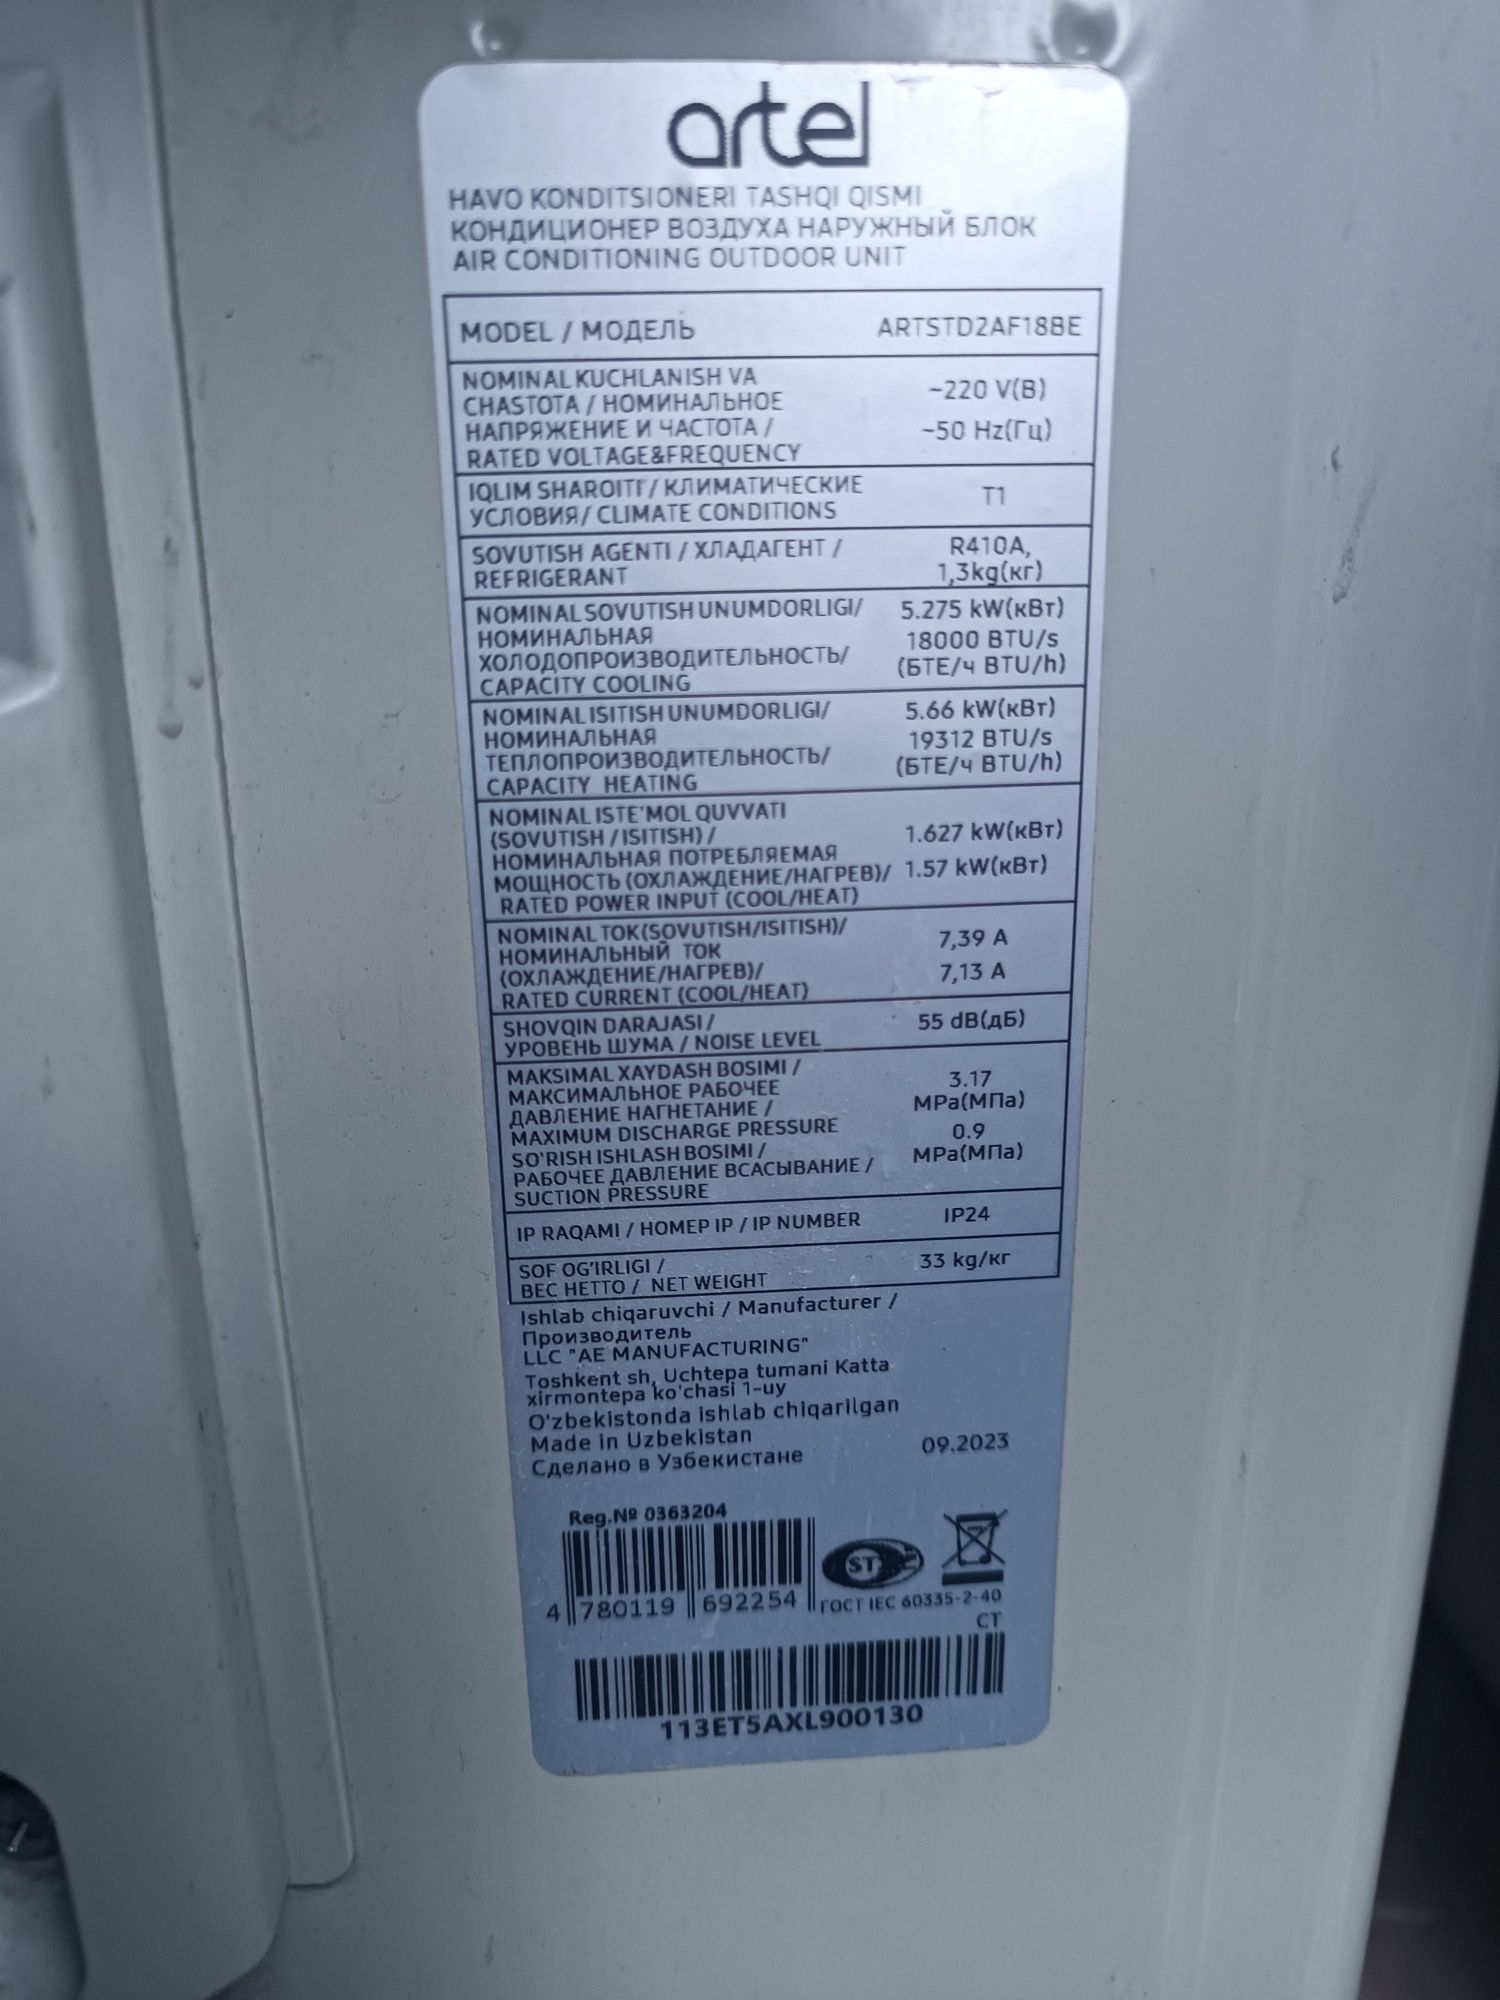 artel
HAVO KONDITSIONERI TASHQI QISMI
КОНДИЦИОНЕР ВОЗДУХА НАРУЖНЫЙ БЛОК
AIR CONDITIONING OUTDOOR UNIT
MODEL / МОДЕЛЬ ARTSTD2AF18BE
NOMINAL KUCHLANISH VA
CHASTOTA / НОМИНАЛЬНОЕ
НАПРЯЖЕНИЕ И ЧАСТОТА /
RATED VOLTAGE&FREQUENCY
~220 V(В)
~50 Hz(Гц)
IQLIM SHAROITI / КЛИМАТИЧЕСКИЕ
УСЛОВИЯ/ CLIMATE CONDITIONS
T1
SOVUTISH AGENTI / ХЛАДАГЕНТ /
REFRIGERANT
R410A,
1,3kg(кг)
NOMINAL SOVUTISH UNUMDORLIGI/
НОМИНАЛЬНАЯ
ХОЛОДОПРОИЗВОДИТЕЛЬНОСТЬ/
CAPACITY COOLING
5.275 kW(кВт)
18000 BTU/s
(БТЕ/ч BTU/h)
NOMINAL ISITISH UNUMDORLIGI/
НОМИНАЛЬНАЯ
ТЕПЛОПРОИЗВОДИТЕЛЬНОСТЬ/
CAPACITY HEATING
5.66 kW(кВт)
19312 BTU/s
(БТЕ/ч BTU/h)
NOMINAL ISTE'MOL QUVVATI
(SOVUTISH / ISITISH) /
НОМИНАЛЬНАЯ ПОТРЕБЛЯЕМАЯ
МОЩНОСТЬ (ОХЛАЖДЕНИЕ/НАГРЕВ)/
RATED POWER INPUT (COOL/HEAT)
1.627 kW(кВт)
1.57 kW(кВт)
NOMINAL TOK(SOVUTISH/ISITISH)/
НОМИНАЛЬНЫЙ ТОК
(ОХЛАЖДЕНИЕ/НАГРЕВ)/
RATED CURRENT (COOL/HEAT)
7,39 A
7,13 A
SHOVQIN DARAJASI /
УРОВЕНЬ ШУМА / NOISE LEVEL
55 dB(дБ)
MAKSIMAL XAYDASH BOSIMI /
МАКСИМАЛЬНОЕ РАБОЧЕЕ
ДАВЛЕНИЕ НАГНЕТАНИЕ /
MAXIMUM DISCHARGE PRESSURE
SO'RISH ISHLASH BOSIMI /
РАБОЧЕЕ ДАВЛЕНИЕ ВСАСЫВАНИЕ /
SUCTION PRESSURE
3.17
MPa(МПа)
0.9
MPa(МПа)
IP RAQAMI / НОМЕР IP / IP NUMBER IP24
SOF OG'IRLIGI /
ВЕС НЕТТО / NET WEIGHT
33 kg/кг
Ishlab chiqaruvchi / Manufacturer /
Производитель
LLC "AE MANUFACTURING"
Toshkent sh, Uchtepa tumani Katta
xirmontepa ko'chasi 1-uy
O'zbekistonda ishlab chiqarilgan
Made in Uzbekistan
Сделано в Узбекистане
09.2023
Reg.№ 0363204
4 780119 692254
ST
ГОСТ IEC 60335-2-40
СТ
113ET5AXL900130